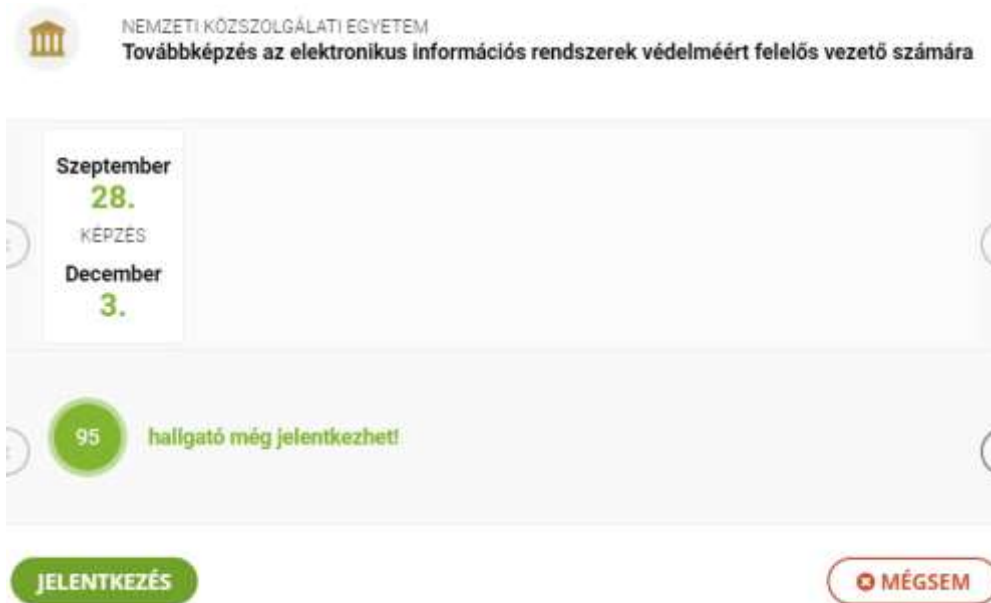 NEMZETI KÖZSZOLGÁLATI EGYETEM
Továbbképzés az elektronikus információs rendszerek védelméért felelős vezető számára
Szeptember
28.
KÉPZÉS
December
3.
95
hallgató még jelentkezhet!
JELENTKEZÉS
MÉGSEM